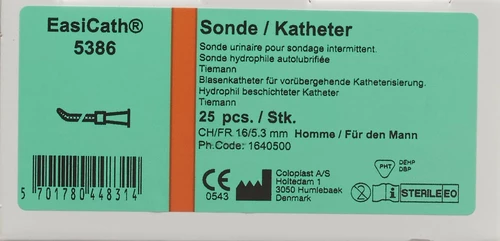 EasiCath®
5386
5 701780 448314
Sonde / Katheter
Sonde urinaire pour sondage intermittent.
Sonde hydrophile autolubrifiée
Tiemann
Blasenkatheter für vorübergehende Katheterisierung.
Hydrophil beschichteter Katheter
Tiemann
25 pcs. / Stk.
CH/FR.16/5.3 mm Homme / Für den Mann
Ph.Code: 1640500
CE
0543
Coloplast A/S
Holtedam 1
3050 Humlebaek
Denmark
PHT
DEHP
DBP
i STERILE EO